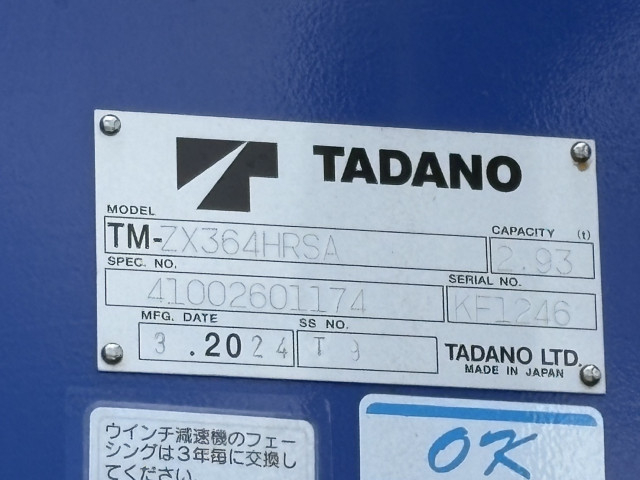 TADANO
MODEL
TM-ZX364HRSA
CAPACITY (t)
2.93
SPEC. NO.
41002601174
SERIAL NO.
KF1246
MFG. DATE
3 .2024
SS NO.
T
TADANO LTD.
MADE IN JAPAN
ウインチ減速機のフェー
シングは3年毎に交換し
てください
OK